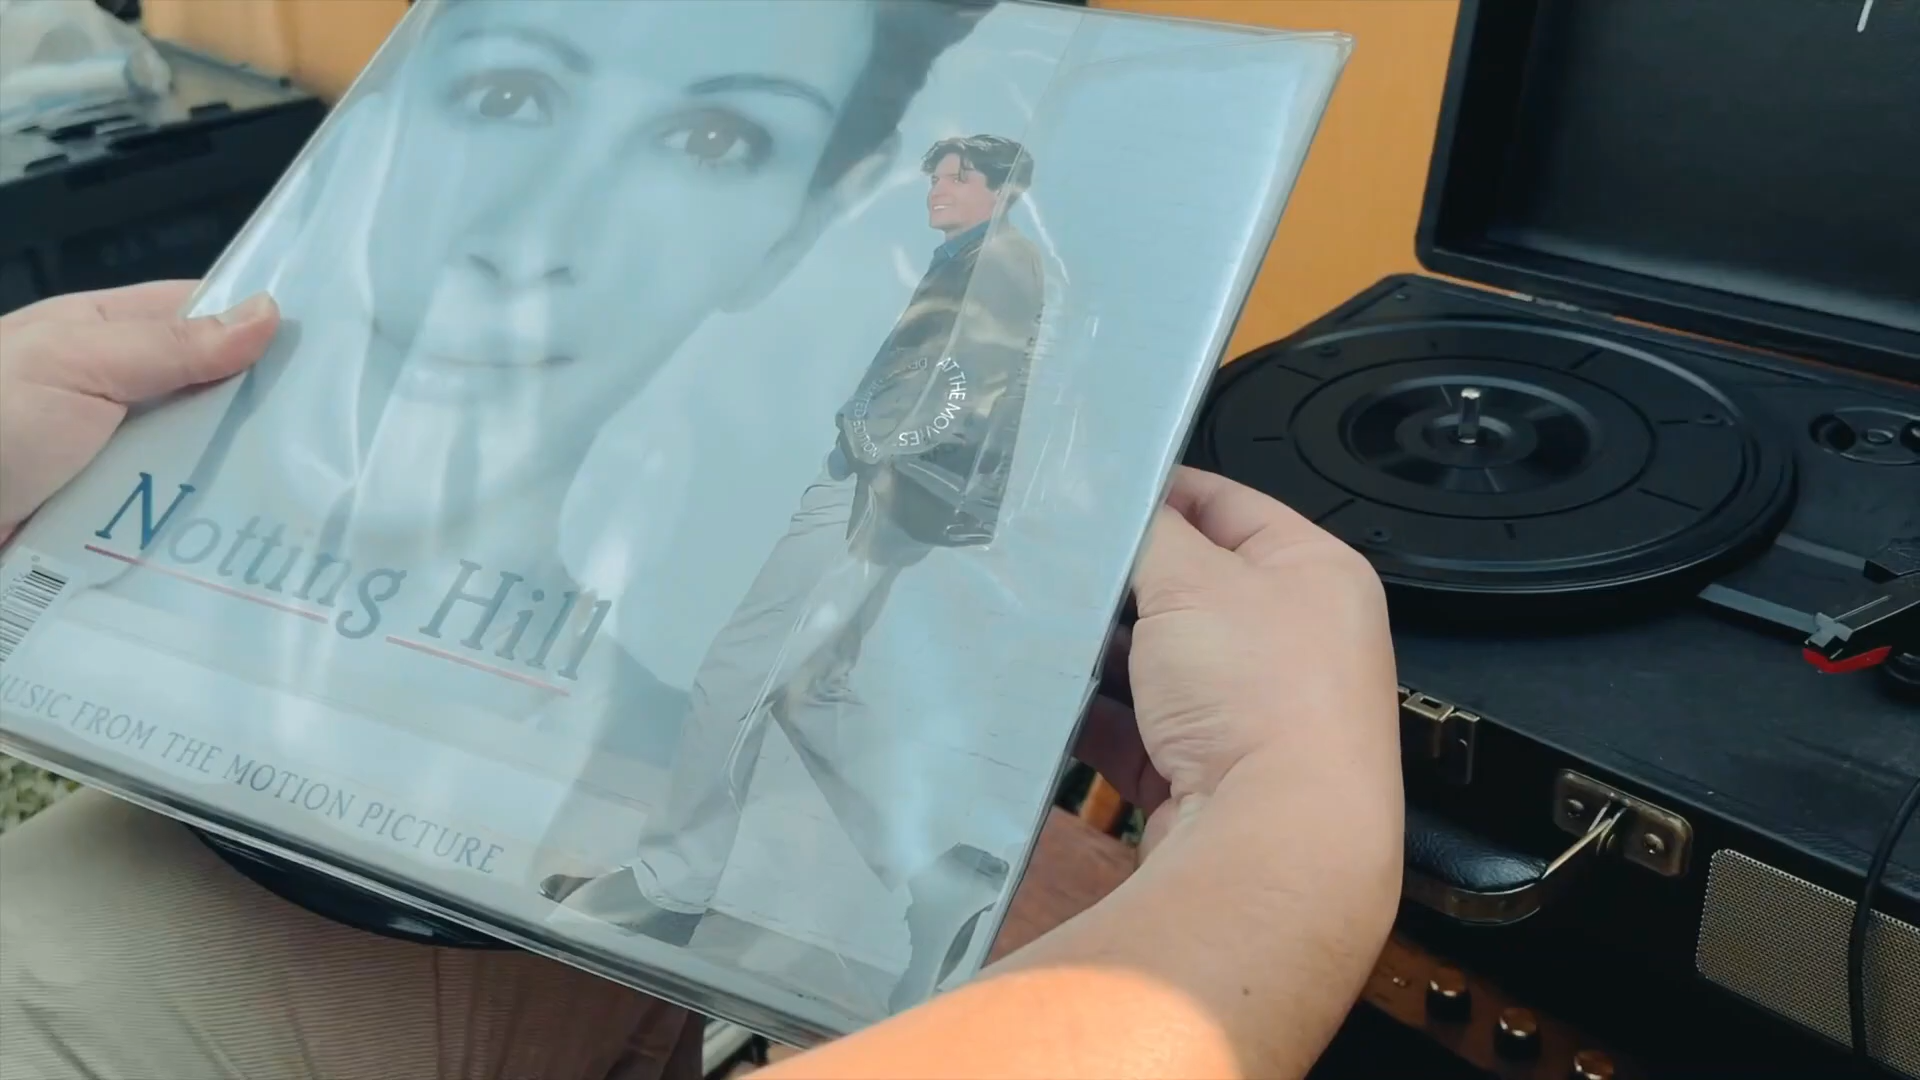 Notting Hill
MUSIC FROM THE MOTION PICTURE
AT THE MOVIES